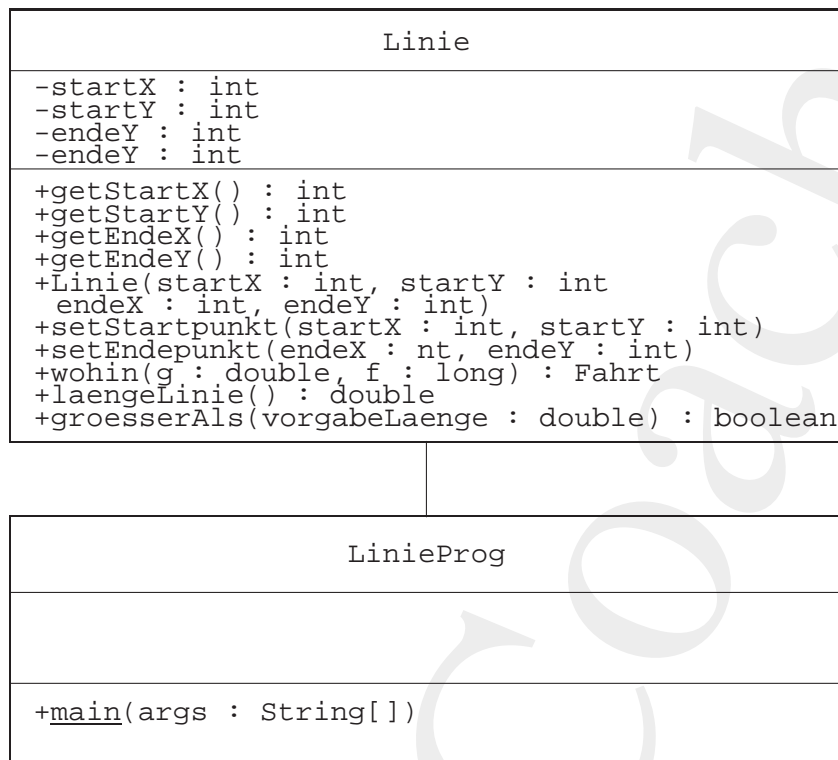 Linie
-startX : int
-startY : int
-endeY : int
-endeY : int
+getStartX() : int
+getStartY() : int
+getEndeX() : int
+getEndeY() : int
+Linie(startX : int, startY : int
endeX : int, endeY : int)
+setStartpunkt(startX : int, startY : int)
+setEndepunkt(endeX : nt, endeY : int)
+wohin(g : double, f : long) : Fahrt
+laengeLinie() : double
+groesserAls(vorgabeLaenge : double) : boolean
LinieProg
+main(args : String[])
Coach